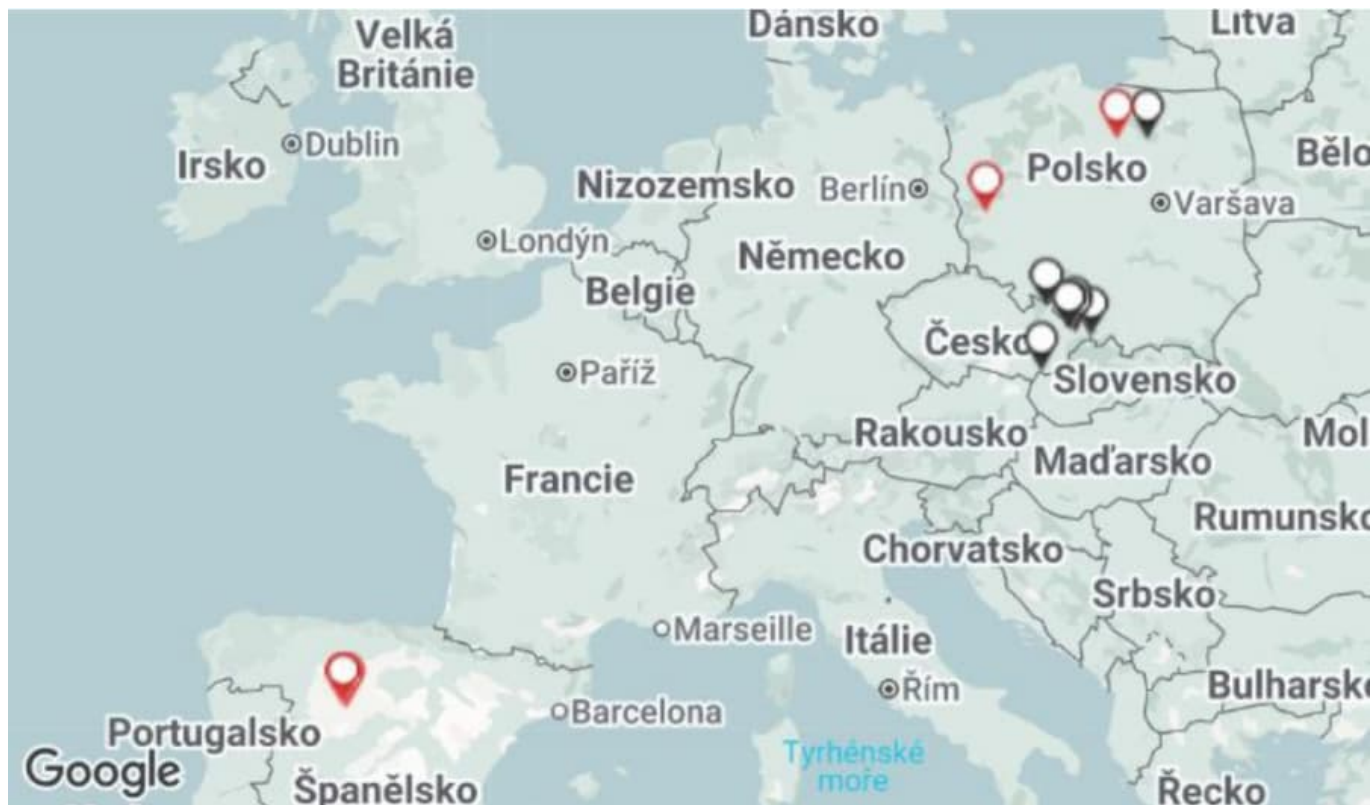 Dánsko
Litva
Velká
Británie
Dublin
Irsko
Polsko
Bělo
Nizozemsko
Berlín
Varšava
Londýn
Německo
Belgie
Česko
Paříž
Slovensko
Rakousko
Mol
Maďarsko
Francie
Rumunsko
Chorvatsko
Srbsko
Marseille
Itálie
Řím
Bulharsko
Barcelona
Portugalsko
Tyrhénské
moře
Google
Španělsko
Řecko